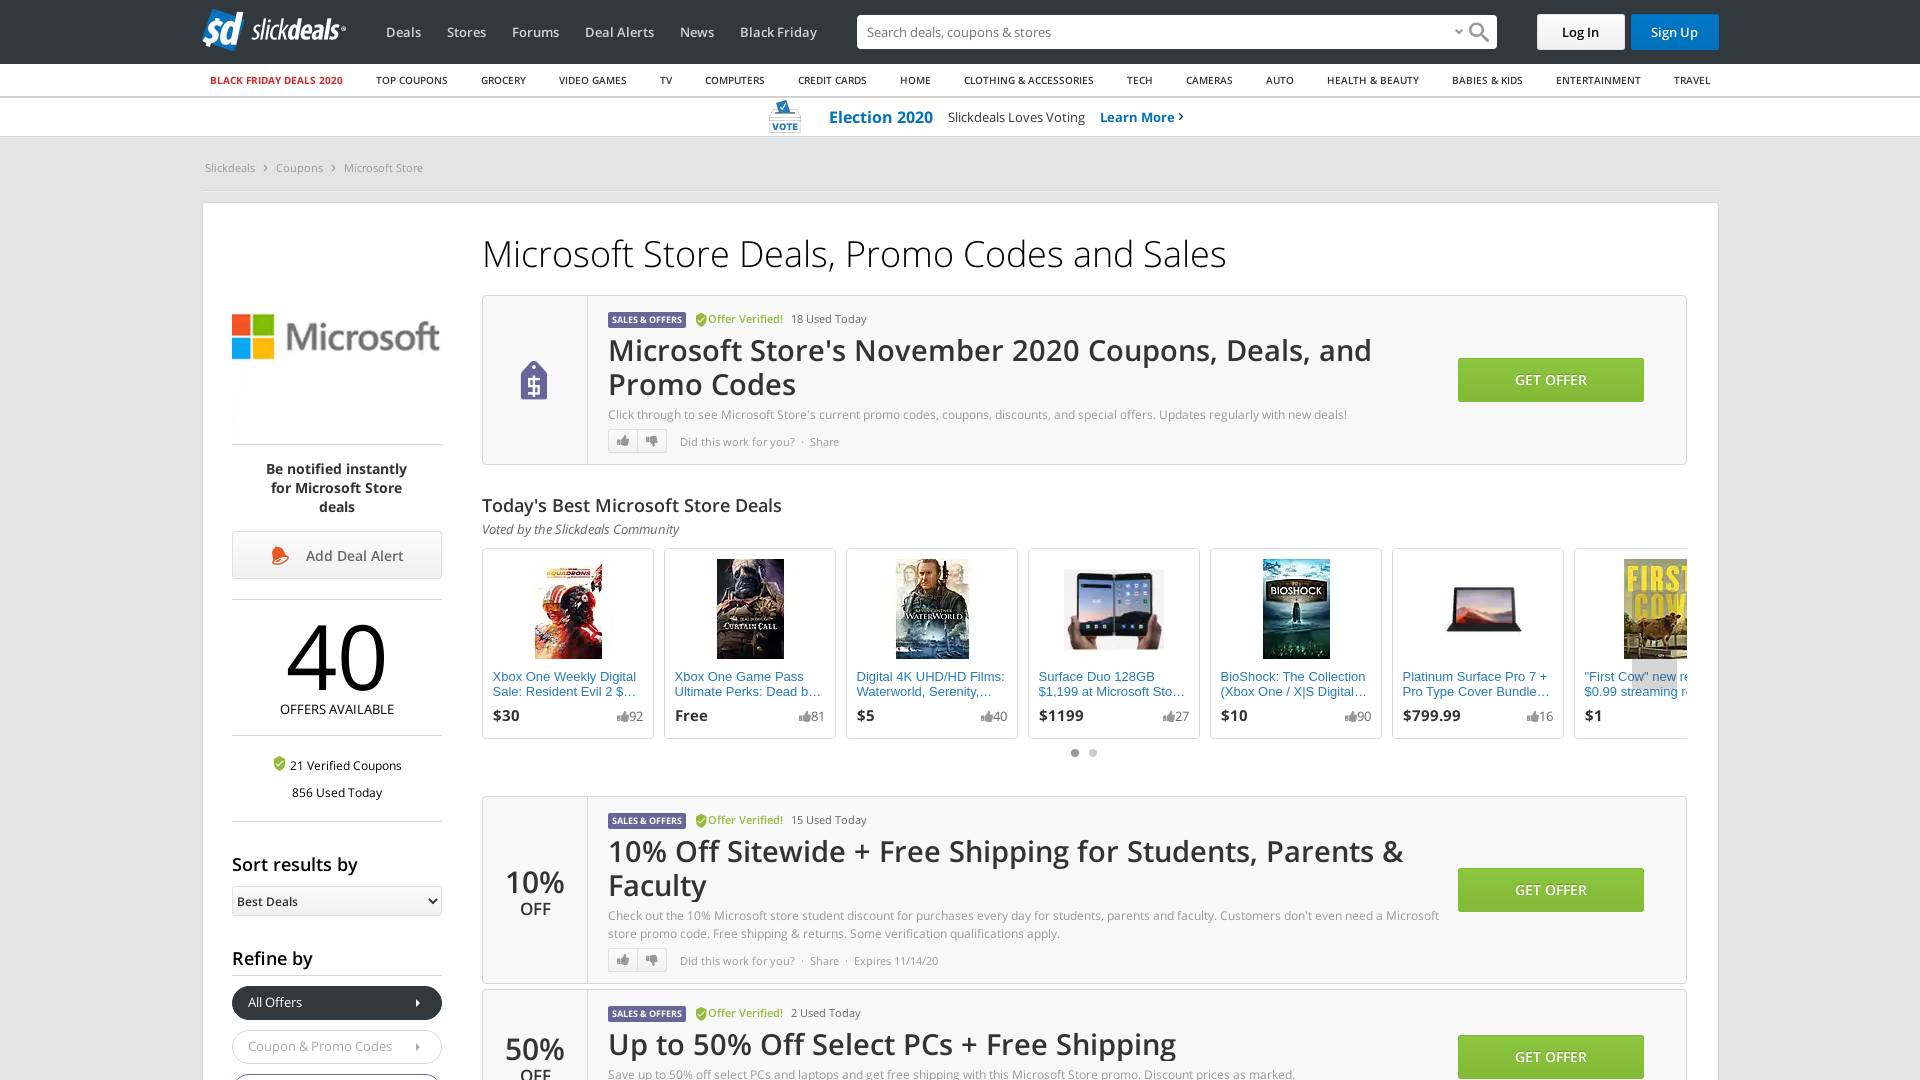 sd slickdeals
Deals
Stores
Forums
Deal Alerts
News
Black Friday
Search deals, coupons & stores
Log In
Sign Up
BLACK FRIDAY DEALS 2020
TOP COUPONS
GROCERY
VIDEO GAMES
TV
COMPUTERS
CREDIT CARDS
HOME
CLOTHING & ACCESSORIES
TECH
CAMERAS
AUTO
HEALTH & BEAUTY
BABIES & KIDS
ENTERTAINMENT
TRAVEL
VOTE
Election 2020
Slickdeals Loves Voting
Learn More
Slickdeals
Coupons
Microsoft Store
Microsoft
Be notified instantly
for Microsoft Store
deals
Add Deal Alert
40
OFFERS AVAILABLE
21 Verified Coupons
856 Used Today
Sort results by
Best Deals
Refine by
All Offers
Coupon & Promo Codes
Microsoft Store Deals, Promo Codes and Sales
SALES & OFFERS
Offer Verified!
18 Used Today
Microsoft Store's November 2020 Coupons, Deals, and
Promo Codes
Click through to see Microsoft Store's current promo codes, coupons, discounts, and special offers. Updates regularly with new deals!
Did this work for you? · Share
GET OFFER
Today's Best Microsoft Store Deals
Voted by the Slickdeals Community
SQUADRONS
Xbox One Weekly Digital
Sale: Resident Evil 2 $...
$30
92
CURTAIN CALL
Xbox One Game Pass
Ultimate Perks: Dead b...
Free
81
WATERWORLD
Digital 4K UHD/HD Films:
Waterworld, Serenity,...
$5
40
Surface Duo 128GB
$1,199 at Microsoft Sto...
$1199
27
BIOSHOCK
BioShock: The Collection
(Xbox One / X|S Digital...
$10
90
Platinum Surface Pro 7 +
Pro Type Cover Bundle...
$799.99
16
FIRST
COW
"First Cow" new re
$0.99 streaming r
$1
10%
OFF
SALES & OFFERS
Offer Verified!
15 Used Today
10% Off Sitewide + Free Shipping for Students, Parents &
Faculty
Check out the 10% Microsoft store student discount for purchases every day for students, parents and faculty. Customers don't even need a Microsoft
store promo code. Free shipping & returns. Some verification qualifications apply.
Did this work for you? · Share · Expires 11/14/20
GET OFFER
50%
OFF
SALES & OFFERS
Offer Verified!
2 Used Today
Up to 50% Off Select PCs + Free Shipping
Save up to 50% off select PCs and laptops and get free shipping with this Microsoft Store promo. Discount prices as marked.
GET OFFER